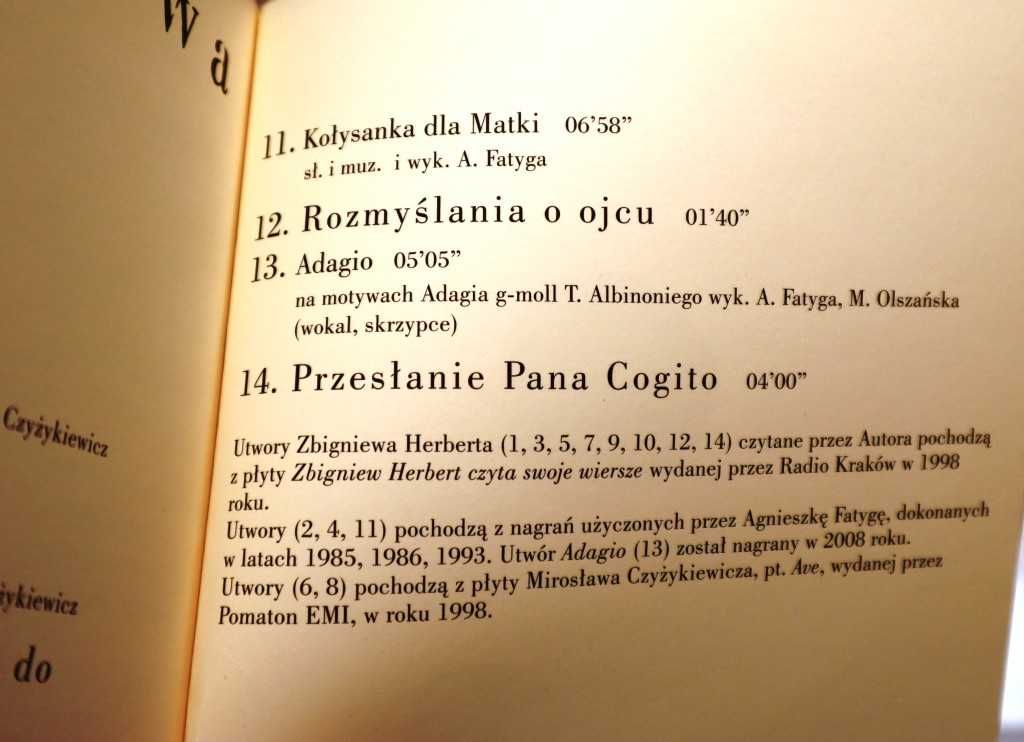 w
a
Czyżykiewicz
do
11. Kołysanka dla Matki 06’58”
sł. i muz. i wyk. A. Fatyga
12. Rozmyślania o ojcu 01’40”
13. Adagio 05’05”
na motywach Adagia g-moll T. Albinoniego wyk. A. Fatyga, M. Olszańska
(wokal, skrzypce)
14. Przesłanie Pana Cogito 04’00”
Utwory Zbigniewa Herberta (1, 3, 5, 7, 9, 10, 12, 14) czytane przez Autora pochodzą
z płyty Zbigniew Herbert czyta swoje wiersze wydanej przez Radio Kraków w 1998
roku.
Utwory (2, 4, 11) pochodzą z nagrań użyczonych przez Agnieszkę Fatygę, dokonanych
w latach 1985, 1986, 1993. Utwór Adagio (13) został nagrany w 2008 roku.
Utwory (6, 8) pochodzą z płyty Mirosława Czyżykiewicza, pt. Ave, wydanej przez
Pomaton EMI, w roku 1998.